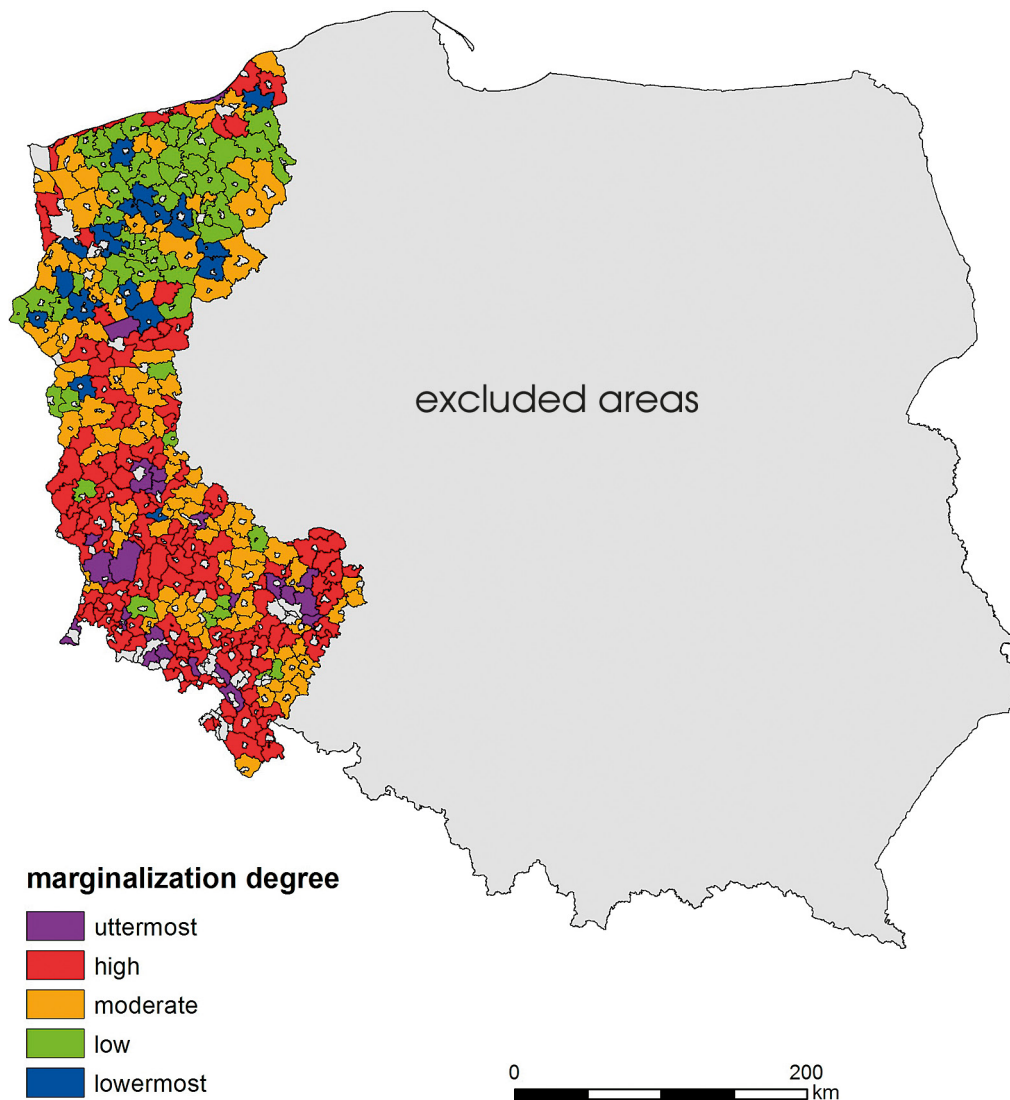 excluded areas
marginalization degree
uttermost
high
moderate
low
lowermost
0 200
km